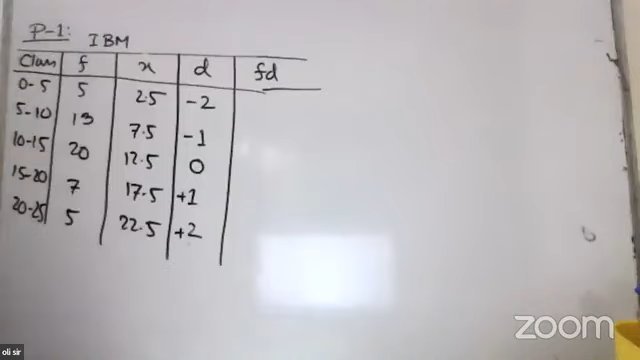 P-1: IBM
Class f x d fd
0-5 5 2.5 -2
5-10 13 7.5 -1
10-15 20 12.5 0
15-20 7 17.5 +1
20-25 5 22.5 +2
zoom
oli sir